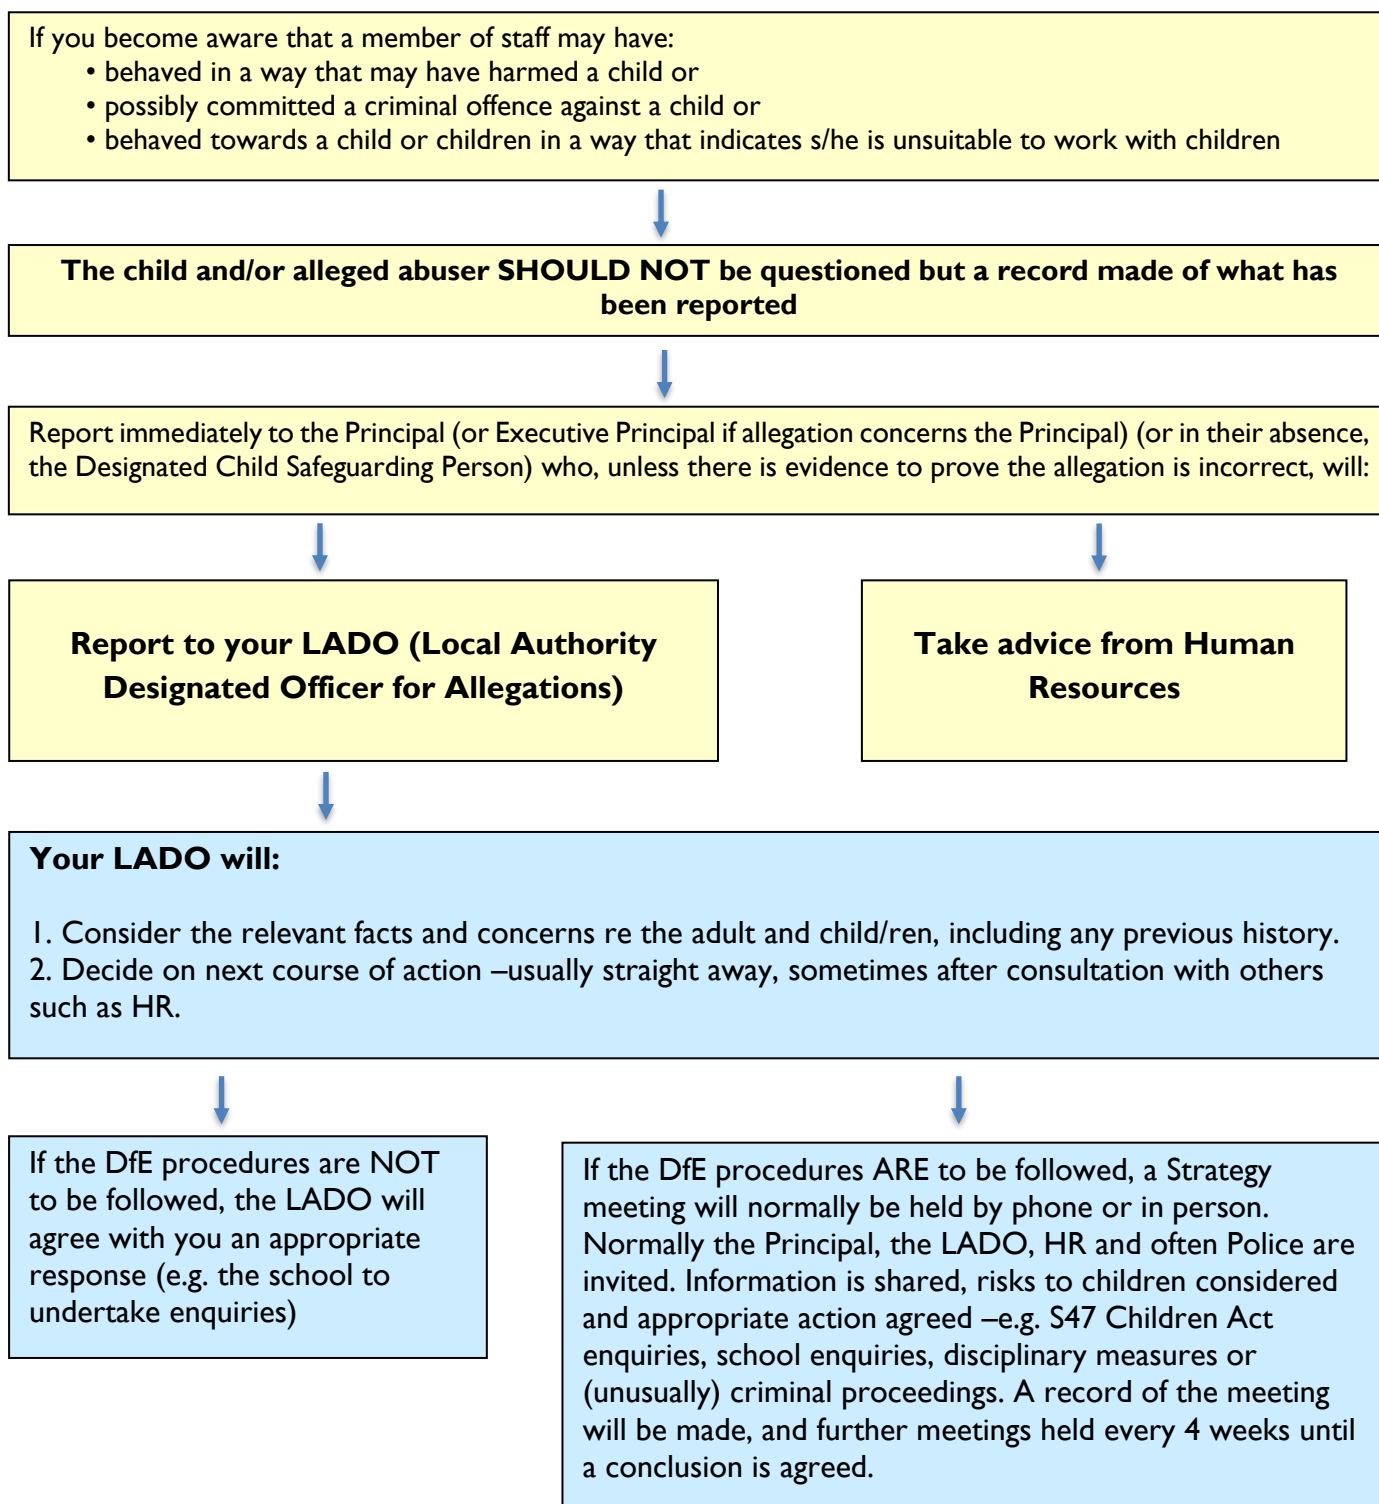 If you become aware that a member of staff may have:
• behaved in a way that may have harmed a child or
• possibly committed a criminal offence against a child or
• behaved towards a child or children in a way that indicates s/he is unsuitable to work with children
The child and/or alleged abuser SHOULD NOT be questioned but a record made of what has
been reported
Report immediately to the Principal (or Executive Principal if allegation concerns the Principal) (or in their absence,
the Designated Child Safeguarding Person) who, unless there is evidence to prove the allegation is incorrect, will:
Report to your LADO (Local Authority
Designated Officer for Allegations)
Take advice from Human
Resources
Your LADO will:
1. Consider the relevant facts and concerns re the adult and child/ren, including any previous history.
2. Decide on next course of action –usually straight away, sometimes after consultation with others
such as HR.
If the DfE procedures are NOT
to be followed, the LADO will
agree with you an appropriate
response (e.g. the school to
undertake enquiries)
If the DfE procedures ARE to be followed, a Strategy
meeting will normally be held by phone or in person.
Normally the Principal, the LADO, HR and often Police are
invited. Information is shared, risks to children considered
and appropriate action agreed –e.g. S47 Children Act
enquiries, school enquiries, disciplinary measures or
(unusually) criminal proceedings. A record of the meeting
will be made, and further meetings held every 4 weeks until
a conclusion is agreed.